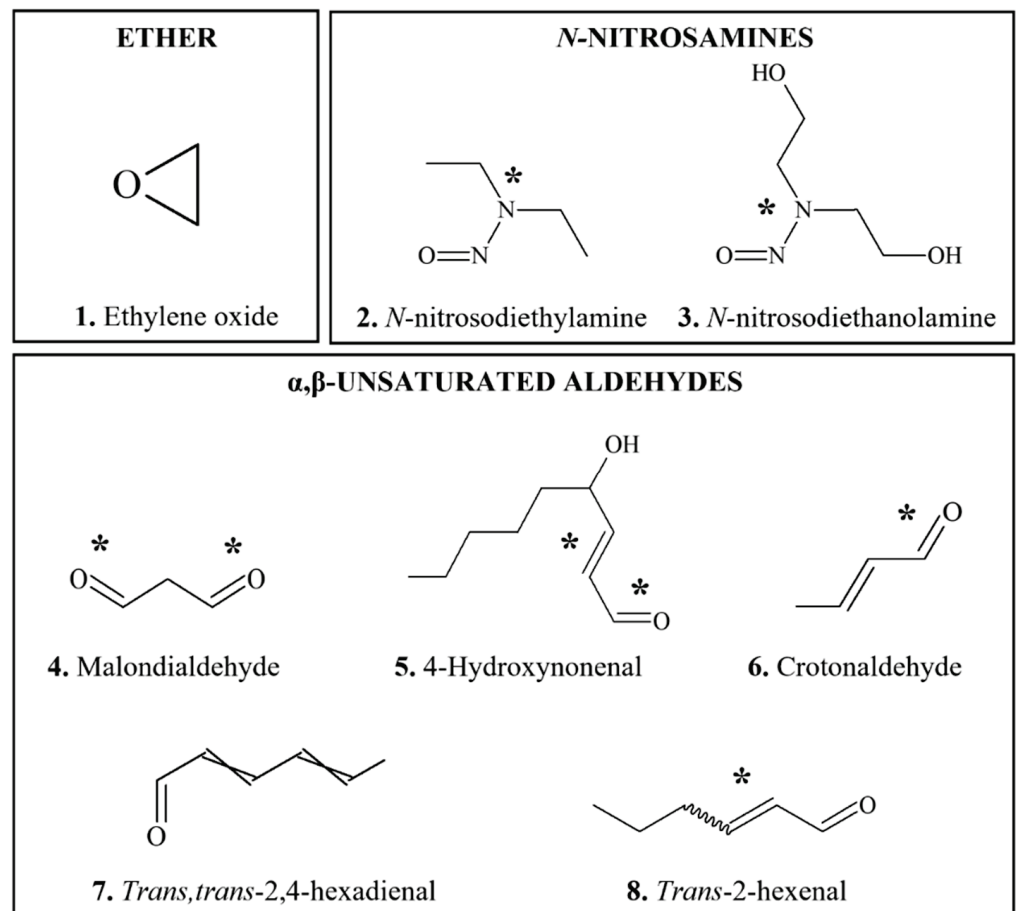 ETHER
O
1. Ethylene oxide
N-NITROSAMINES
*
N
O N
2. N-nitrosodiethylamine
HO
* N
O N OH
3. N-nitrosodiethanolamine
α,β-UNSATURATED ALDEHYDES
* *
O O
4. Malondialdehyde
OH
*
*
O
5. 4-Hydroxynonenal
* O
6. Crotonaldehyde
O
7. Trans,trans-2,4-hexadienal
*
O
8. Trans-2-hexenal